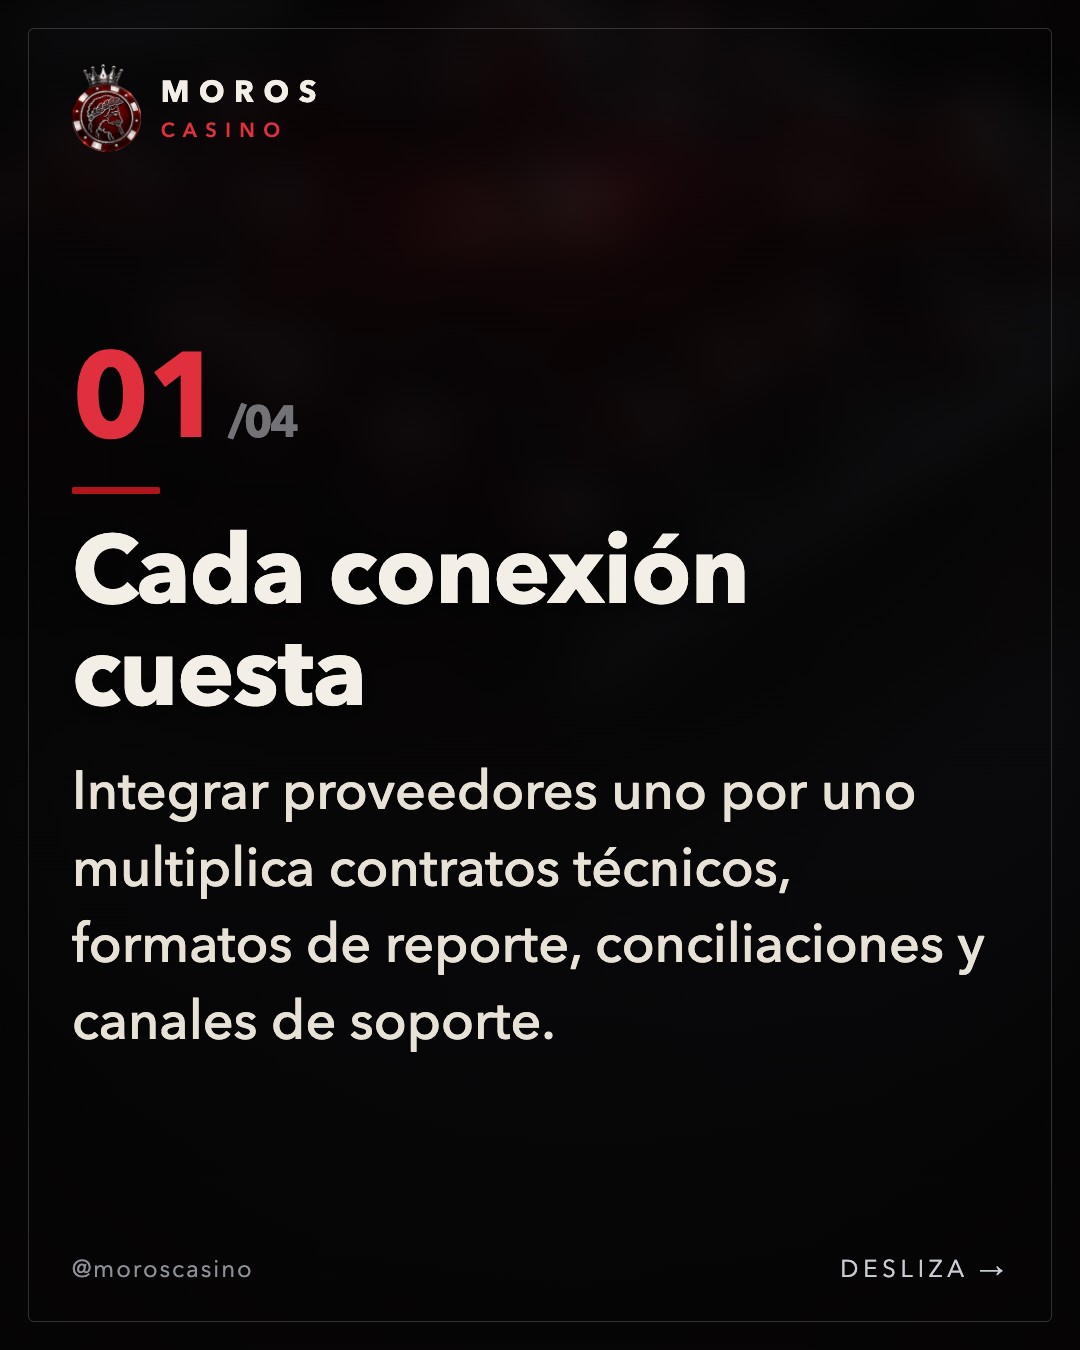 MOROS
CASINO
01 /04
Cada conexión
cuesta
Integrar proveedores uno por uno
multiplica contratos técnicos,
formatos de reporte, conciliaciones y
canales de soporte.
@moroscasino
DESLIZA →